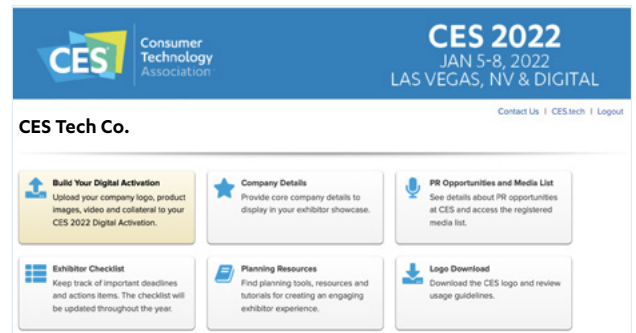 CES
Consumer
Technology
Association
CES 2022
JAN 5-8, 2022
LAS VEGAS, NV & DIGITAL
Contact Us | CES.tech | Logout
CES Tech Co.
Build Your Digital Activation
Upload your company logo, product
images, video and collateral to your
CES 2022 Digital Activation.
Company Details
Provide core company details to
display in your exhibitor showcase.
PR Opportunities and Media List
See details about PR opportunities
at CES and access the registered
media list.
Exhibitor Checklist
Keep track of important deadlines
and actions items. The checklist will
be updated throughout the year.
Planning Resources
Find planning tools, resources and
tutorials for creating an engaging
exhibitor experience.
Logo Download
Download the CES logo and review
usage guidelines.